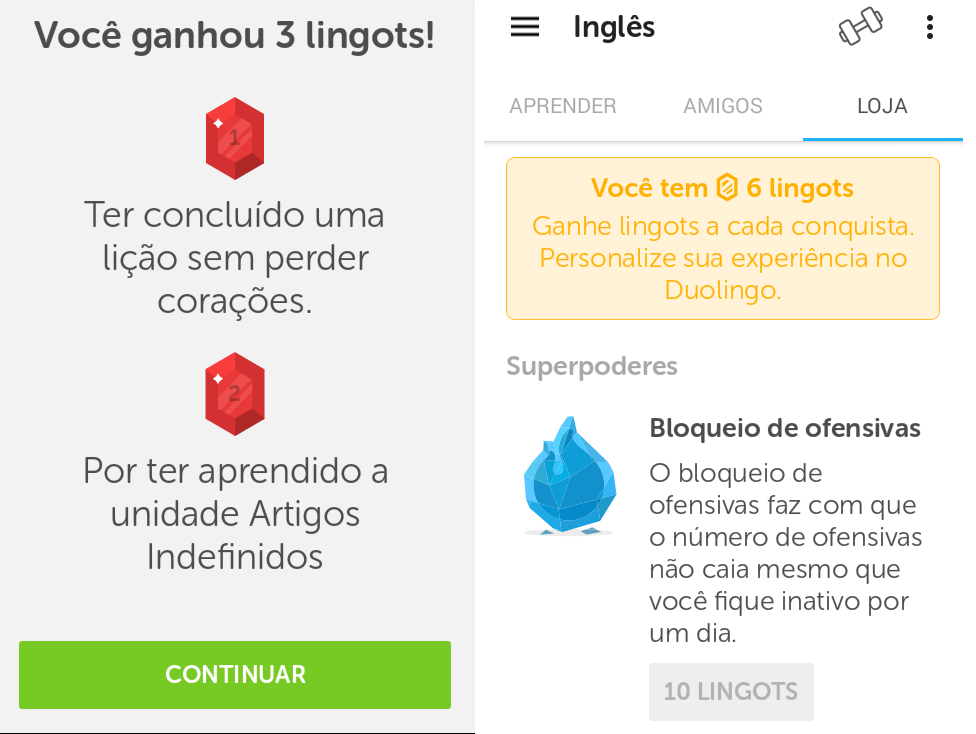 Você ganhou 3 lingots!
1
Ter concluído uma
lição sem perder
corações.
2
Por ter aprendido a
unidade Artigos
Indefinidos
CONTINUAR
Inglês
APRENDER AMIGOS LOJA
Você tem 6 lingots
Ganhe lingots a cada conquista.
Personalize sua experiência no
Duolingo.
Superpoderes
Bloqueio de ofensivas
O bloqueio de
ofensivas faz com que
o número de ofensivas
não caia mesmo que
você fique inativo por
um dia.
10 LINGOTS